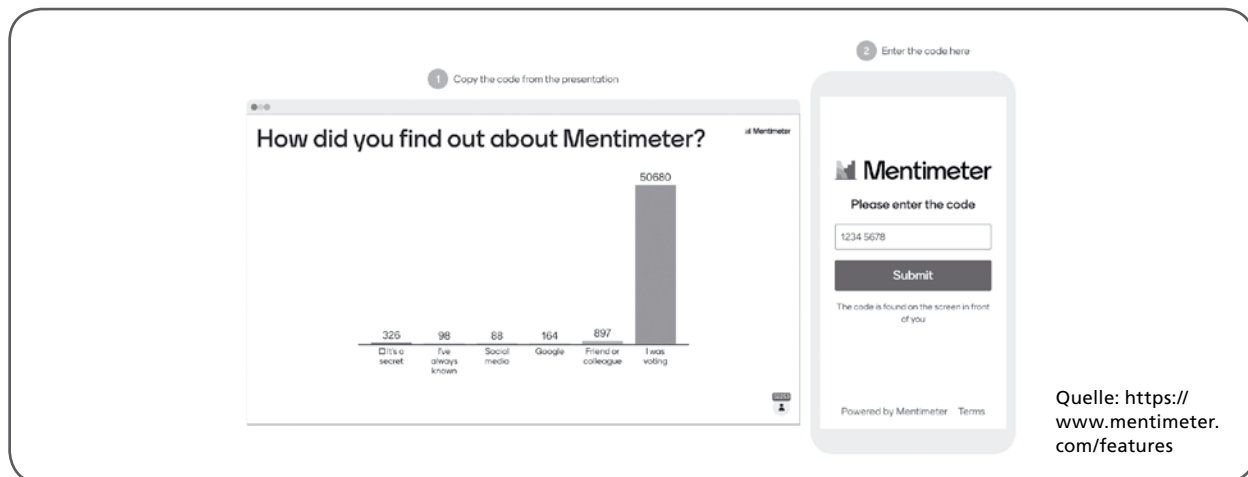 1 Copy the code from the presentation
How did you find out about Mentimeter?
Mentimeter
50680
326
98
88
164
897
It's a
secret
I've
always
known
Social
media
Google
Friend or
colleague
I was
voting
2 Enter the code here
Mentimeter
Please enter the code
1234 5678
Submit
The code is found on the screen in front
of you
Powered by Mentimeter Terms
Quelle: https://
www.mentimeter.
com/features